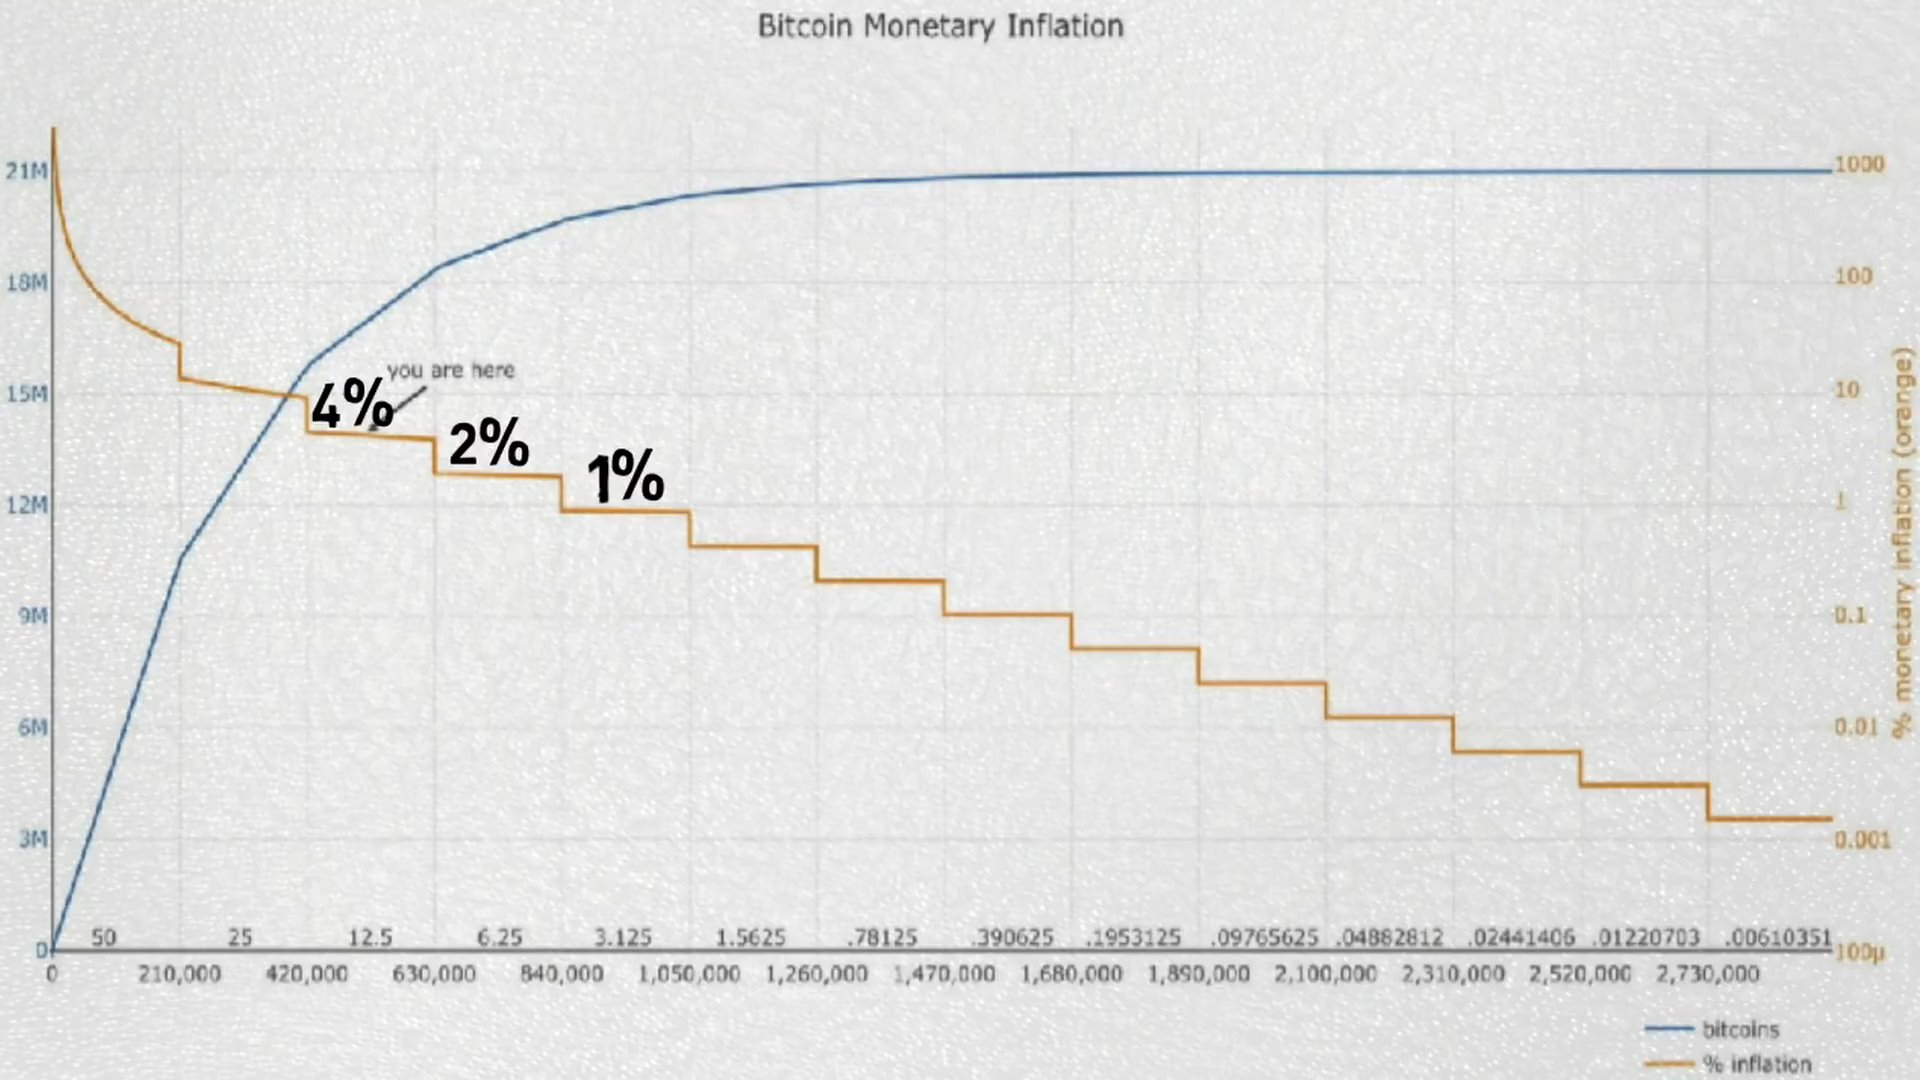 Bitcoin Monetary Inflation
21M
18M
15M
12M
9M
6M
3M
0
1000
100
10
1
0.1
0.01
0.001
100µ
% monetary inflation (orange)
you are here
4%
2%
1%
50 25 12.5 6.25 3.125 1.5625 .78125 .390625 .1953125 .09765625 .04882812 .02441406 .01220703 .00610351
0 210,000 420,000 630,000 840,000 1,050,000 1,260,000 1,470,000 1,680,000 1,890,000 2,100,000 2,310,000 2,520,000 2,730,000
bitcoins
% inflation